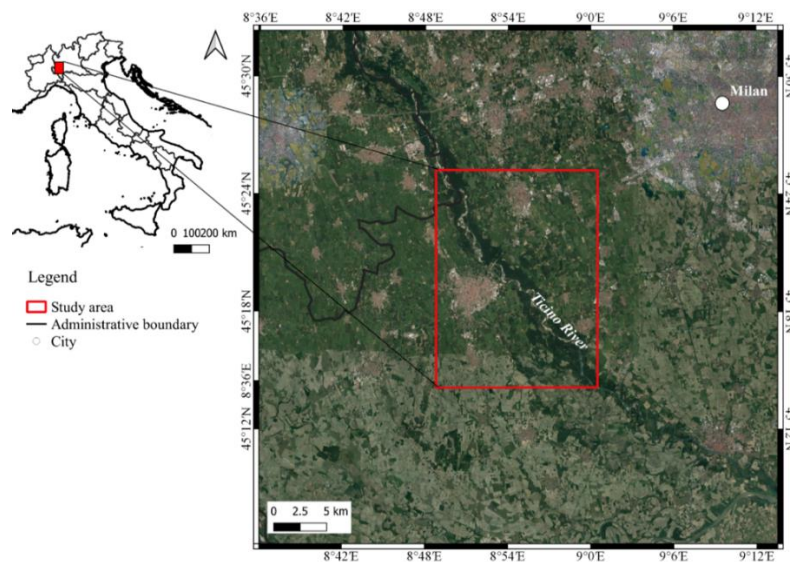 8°36'E 8°42'E 8°48'E 8°54'E 9°0'E 9°6'E 9°12'E
45°30'N
Milan
45°24'N
0 100200 km
Legend
Study area
Administrative boundary
City
45°18'N
Ticino River
8°36'E
45°12'N
0 2.5 5 km
8°42'E 8°48'E 8°54'E 9°0'E 9°6'E 9°12'E